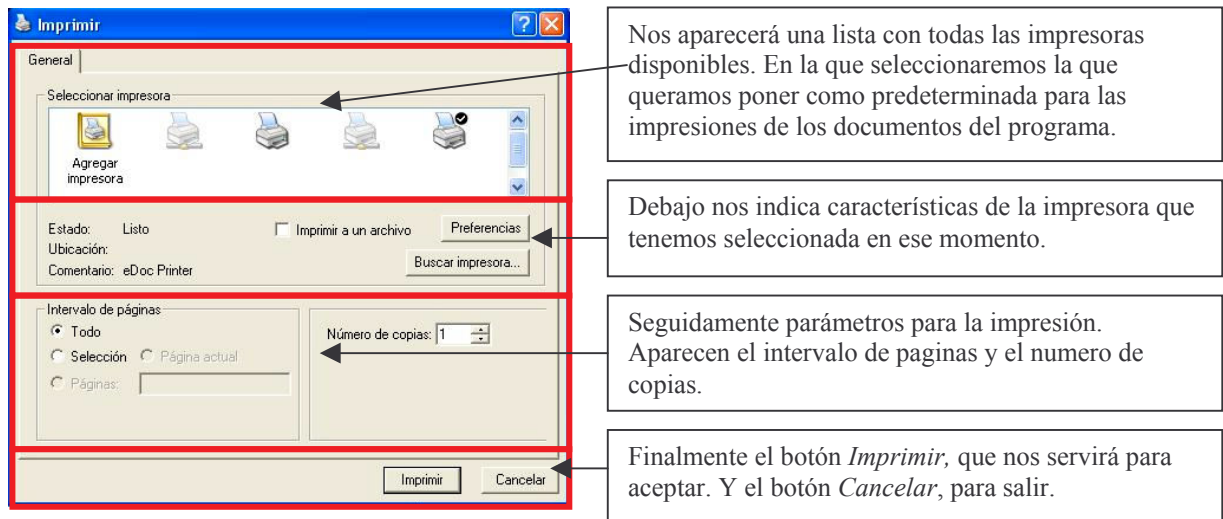 Imprimir
General
Seleccionar impresora
Agregar
impresora
Estado: Listo
Imprimir a un archivo
Preferencias
Ubicación:
Buscar impresora...
Comentario: eDoc Printer
Intervalo de páginas
Todo
Número de copias: 1
Selección
Página actual
Páginas:
Imprimir
Cancelar
Nos aparecerá una lista con todas las impresoras
disponibles. En la que seleccionaremos la que
queramos poner como predeterminada para las
impresiones de los documentos del programa.
Debajo nos indica características de la impresora que
tenemos seleccionada en ese momento.
Seguidamente parámetros para la impresión.
Aparecen el intervalo de paginas y el numero de
copias.
Finalmente el botón Imprimir, que nos servirá para
aceptar. Y el botón Cancelar, para salir.